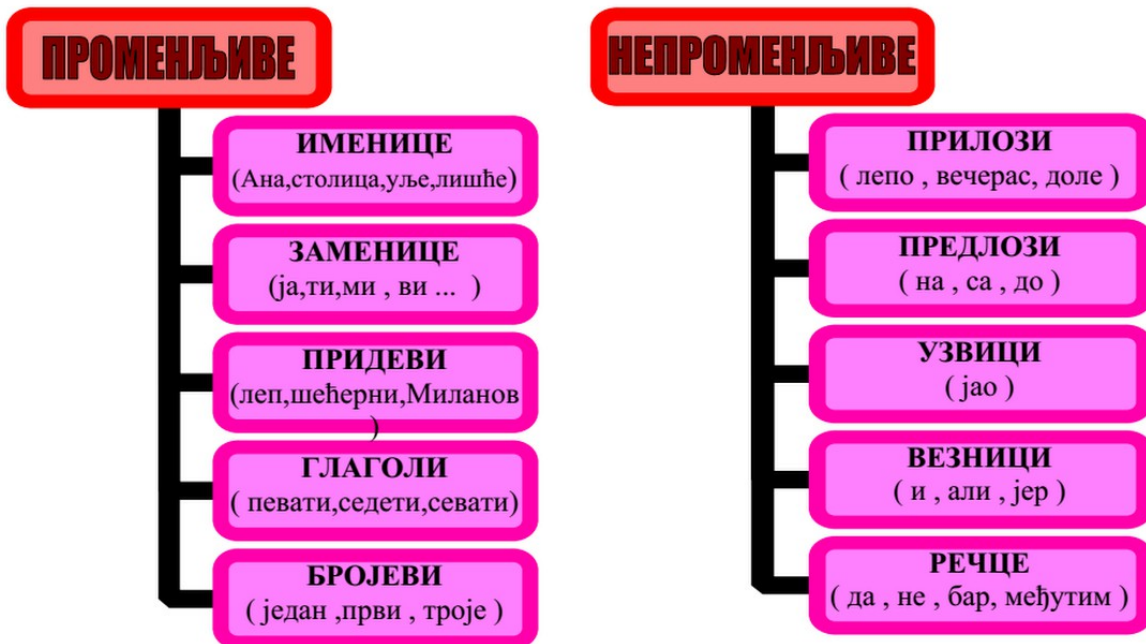 ПРОМЕНЉИВЕ
ИМЕНИЦЕ
(Ана,столица,уље,лишће)
ЗАМЕНИЦЕ
(ја,ти,ми , ви ... )
ПРИДЕВИ
(леп,шећерни,Миланов
)
ГЛАГОЛИ
( певати,седети,севати)
БРОЈЕВИ
( један ,први , троје )
НЕПРОМЕНЉИВЕ
ПРИЛОЗИ
( лепо , вечерас, доле )
ПРЕДЛОЗИ
( на , са , до )
УЗВИЦИ
( јао )
ВЕЗНИЦИ
( и , али , јер )
РЕЧЦЕ
( да , не , бар, међутим )